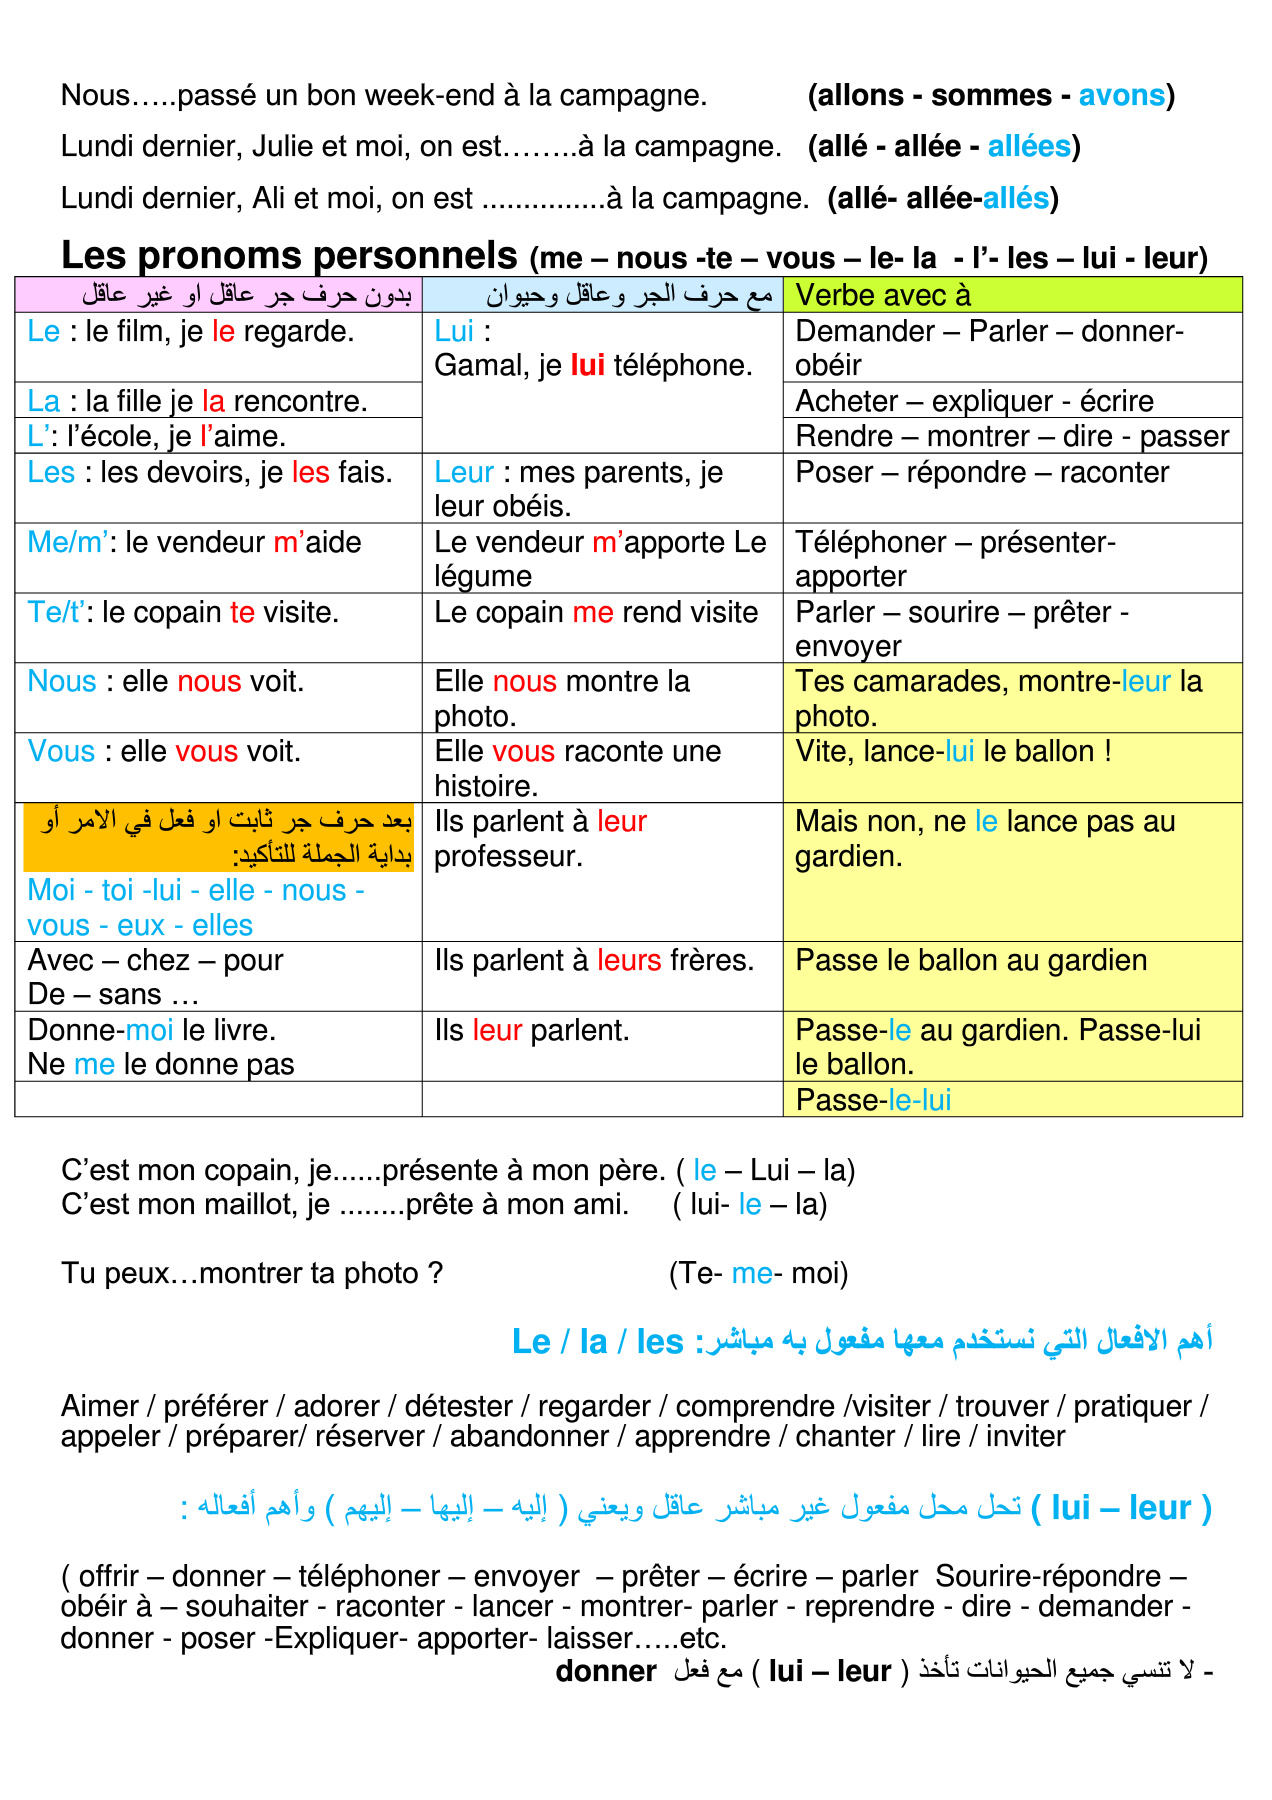 Nous…..passé un bon week-end à la campagne. (allons - sommes - avons)
Lundi dernier, Julie et moi, on est……..à la campagne. (allé - allée - allées)
Lundi dernier, Ali et moi, on est ...............à la campagne. (allé- allée-allés)
Les pronoms personnels (me – nous -te – vous – le- la - l’- les – lui - leur)
بدون حرف جر عاقل او غير عاقل
مع حرف الجر وعاقل وحيوان
Verbe avec à
Le : le film, je le regarde.
Lui :
Gamal, je lui téléphone.
Demander – Parler – donner-
obéir
La : la fille je la rencontre.
Acheter – expliquer - écrire
L’: l’école, je l’aime.
Rendre – montrer – dire - passer
Les : les devoirs, je les fais.
Leur : mes parents, je
leur obéis.
Poser – répondre – raconter
Me/m’: le vendeur m’aide
Le vendeur m’apporte Le
légume
Téléphoner – présenter-
apporter
Te/t’: le copain te visite.
Le copain me rend visite
Parler – sourire – prêter -
envoyer
Nous : elle nous voit.
Elle nous montre la
photo.
Tes camarades, montre-leur la
photo.
Vous : elle vous voit.
Elle vous raconte une
histoire.
Vite, lance-lui le ballon !
بعد حرف جر ثابت او فعل في الامر أو
بداية الجملة للتأكيد:
Moi - toi -lui - elle - nous -
vous - eux - elles
Ils parlent à leur
professeur.
Mais non, ne le lance pas au
gardien.
Avec – chez – pour
De – sans …
Ils parlent à leurs frères.
Passe le ballon au gardien
Donne-moi le livre.
Ne me le donne pas
Ils leur parlent.
Passe-le au gardien. Passe-lui
le ballon.
Passe-le-lui
C’est mon copain, je......présente à mon père. ( le – Lui – la)
C’est mon maillot, je ........prête à mon ami. ( lui- le – la)
Tu peux…montrer ta photo ? (Te- me- moi)
أهم الافعال التي نستخدم معها مفعول به مباشر: Le / la / les
Aimer / préférer / adorer / détester / regarder / comprendre /visiter / trouver / pratiquer /
appeler / préparer/ réserver / abandonner / apprendre / chanter / lire / inviter
( lui – leur ) تحل محل مفعول غير مباشر عاقل ويعني ( إليه – إليها – إليهم ) وأهم أفعاله :
( offrir – donner – téléphoner – envoyer – prêter – écrire – parler Sourire-répondre –
obéir à – souhaiter - raconter - lancer - montrer- parler - reprendre - dire - demander -
donner - poser -Expliquer- apporter- laisser…..etc.
- لا تنسي جميع الحيوانات تأخذ ( lui – leur ) مع فعل donner